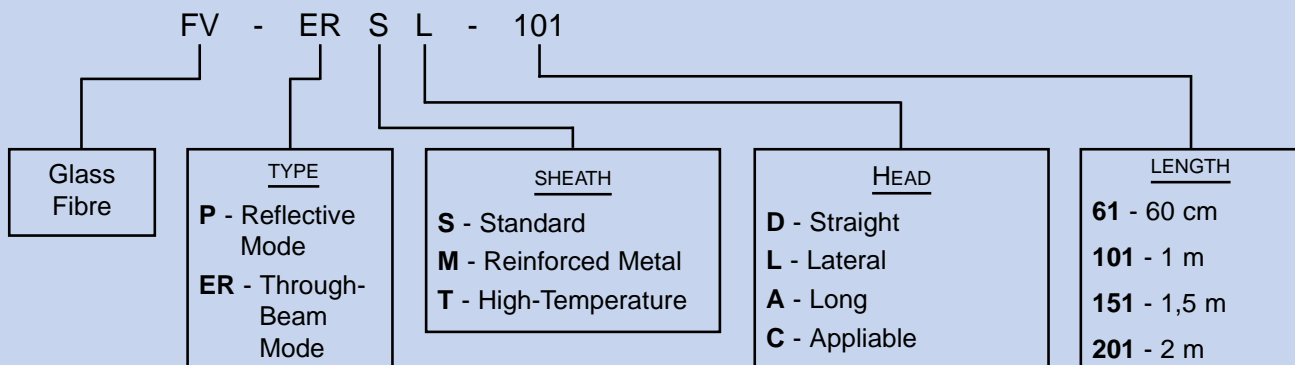 FV - ER S L - 101
Glass
Fibre
TYPE
P - Reflective
Mode
ER - Through-
Beam
Mode
SHEATH
S - Standard
M - Reinforced Metal
T - High-Temperature
HEAD
D - Straight
L - Lateral
A - Long
C - Appliable
LENGTH
61 - 60 cm
101 - 1 m
151 - 1,5 m
201 - 2 m